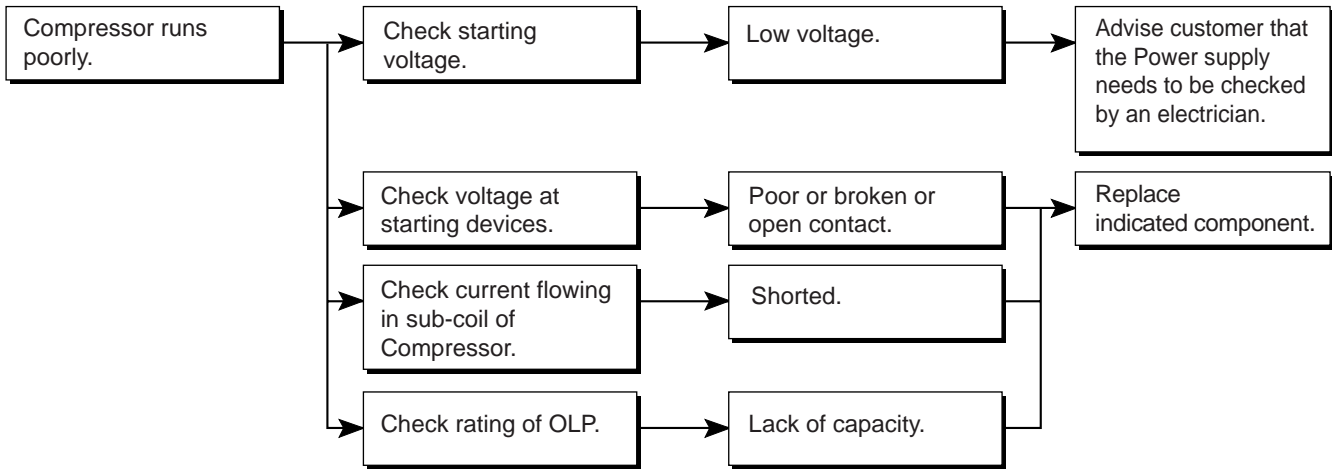 Compressor runs
poorly.
Check starting
voltage.
Low voltage.
Advise customer that
the Power supply
needs to be checked
by an electrician.
Check voltage at
starting devices.
Poor or broken or
open contact.
Replace
indicated component.
Check current flowing
in sub-coil of
Compressor.
Shorted.
Check rating of OLP.
Lack of capacity.